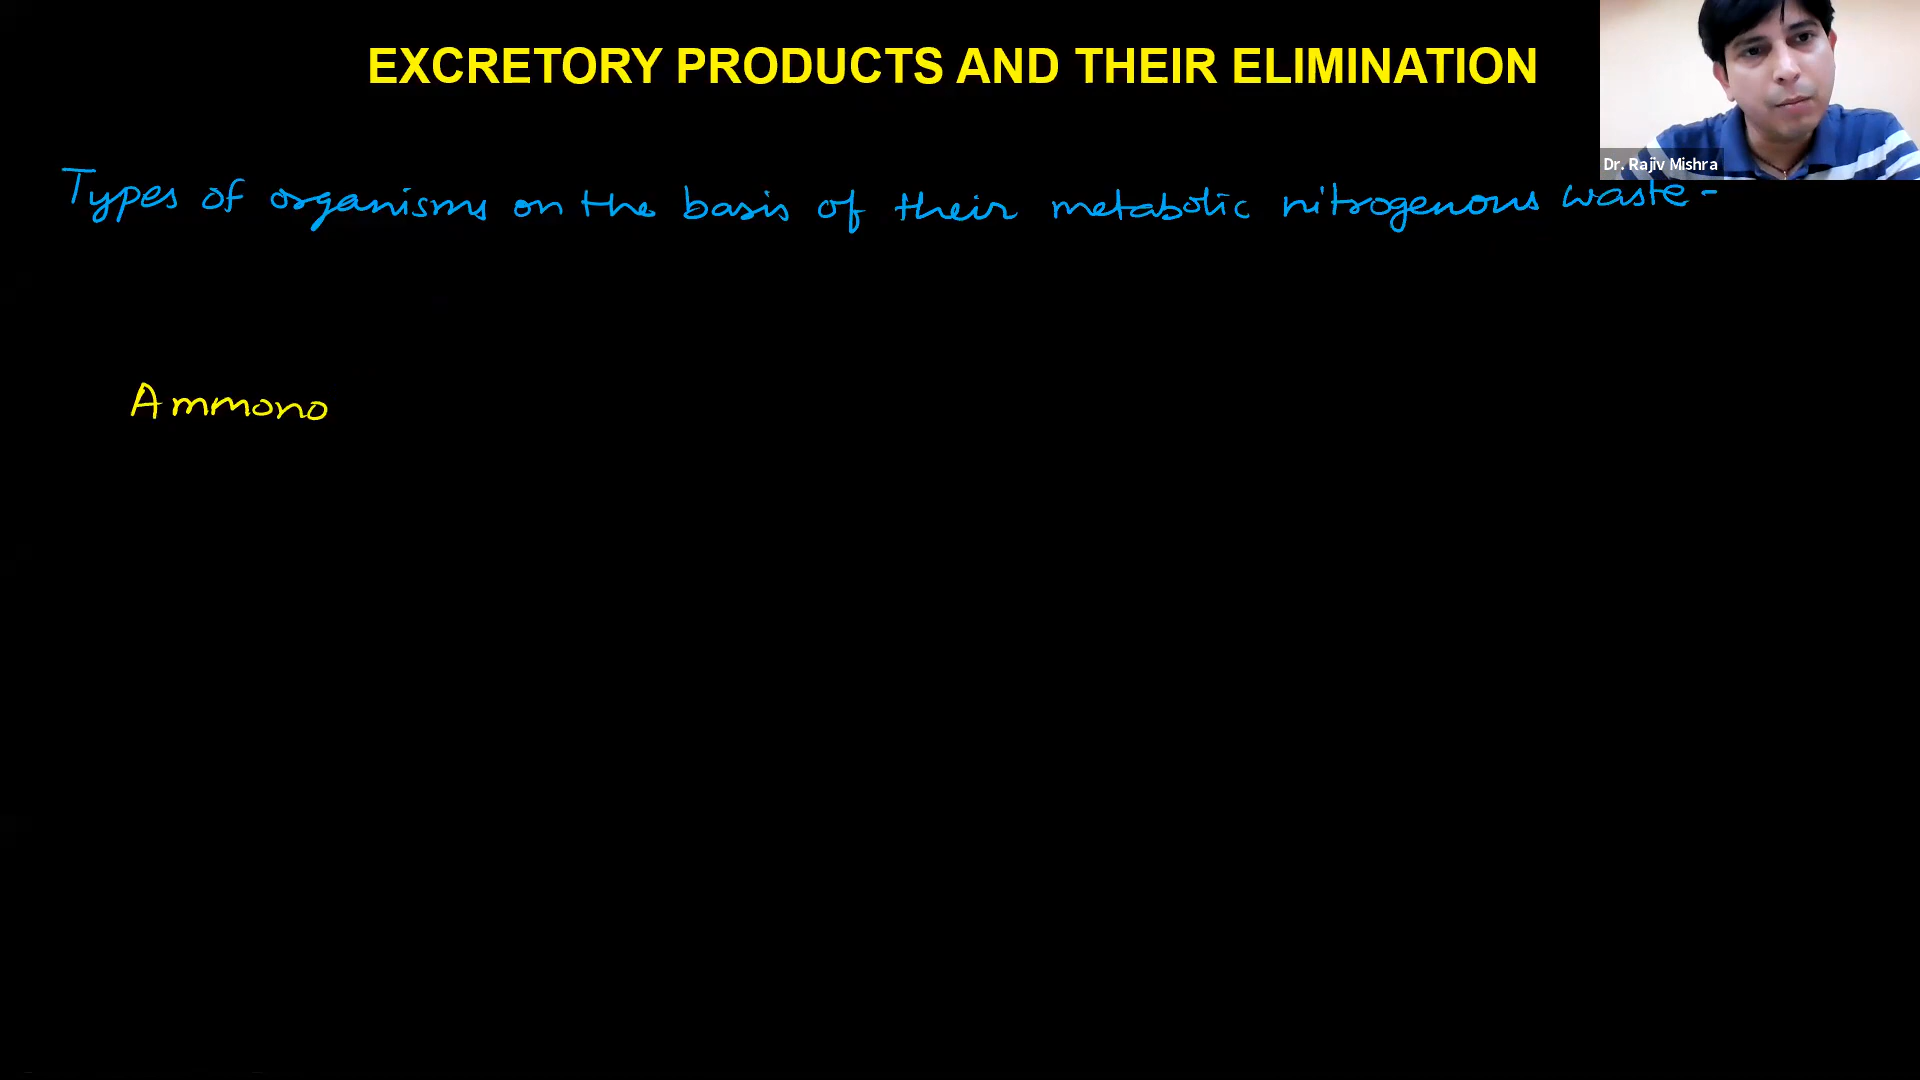 EXCRETORY PRODUCTS AND THEIR ELIMINATION
Dr. Rajiv Mishra
Types of organisms on the basis of their metabolic nitrogenous waste-
Ammono